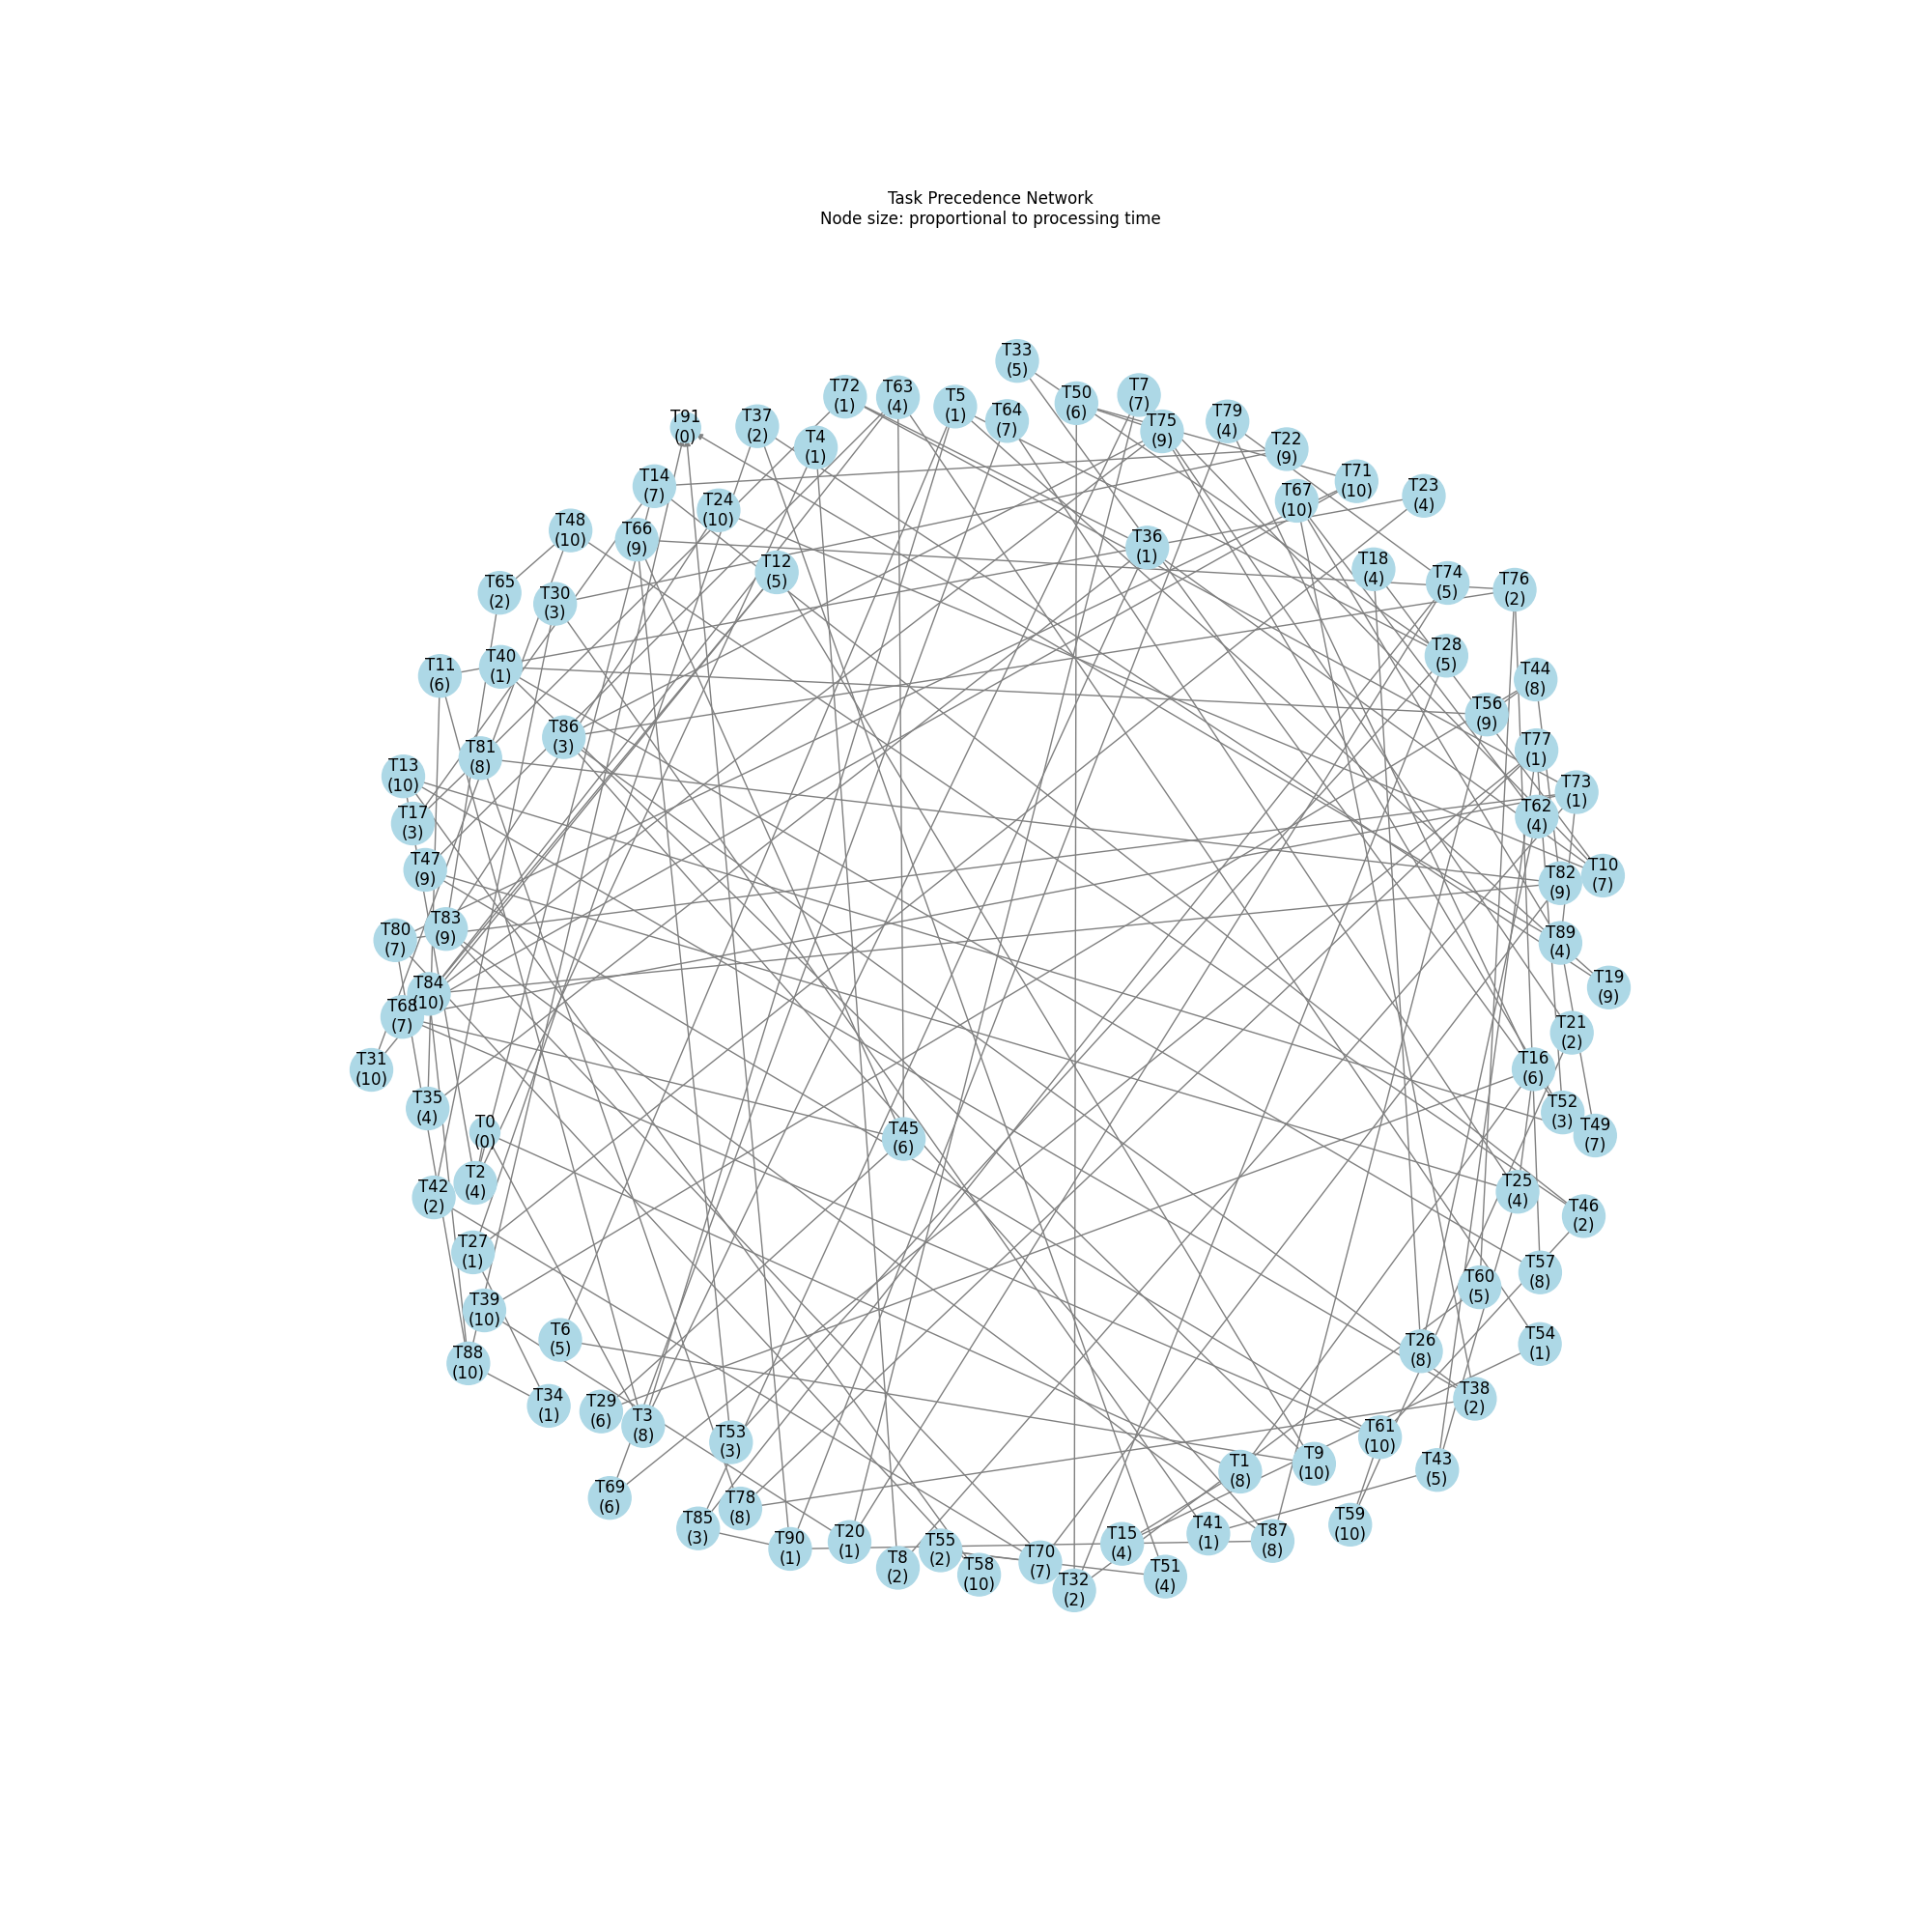 Task Precedence Network
Node size: proportional to processing time
T33
(5)
T7
(7)
T72
(1)
T63
(4)
T50
(6)
T5
(1)
T64
(7)
T79
(4)
T91
(0)
T37
(2)
T75
(9)
T4
(1)
T22
(9)
T14
(7)
T71
(10)
T23
(4)
T67
(10)
T24
(10)
T48
(10)
T66
(9)
T36
(1)
T12
(5)
T18
(4)
T74
(5)
T76
(2)
T65
(2)
T30
(3)
T28
(5)
T40
(1)
T11
(6)
T44
(8)
T56
(9)
T86
(3)
T77
(1)
T81
(8)
T13
(10)
T73
(1)
T62
(4)
T17
(3)
T47
(9)
T10
(7)
T82
(9)
T83
(9)
T80
(7)
T89
(4)
T19
(9)
T84
(10)
T68
(7)
T21
(2)
T31
(10)
T16
(6)
T35
(4)
T52
(3)
T49
(7)
T0
(0)
T45
(6)
T2
(4)
T42
(2)
T25
(4)
T46
(2)
T27
(1)
T57
(8)
T60
(5)
T39
(10)
T6
(5)
T26
(8)
T54
(1)
T88
(10)
T34
(1)
T29
(6)
T3
(8)
T38
(2)
T53
(3)
T61
(10)
T1
(8)
T9
(10)
T43
(5)
T69
(6)
T78
(8)
T85
(3)
T59
(10)
T90
(1)
T20
(1)
T8
(2)
T55
(2)
T58
(10)
T70
(7)
T32
(2)
T15
(4)
T51
(4)
T41
(1)
T87
(8)